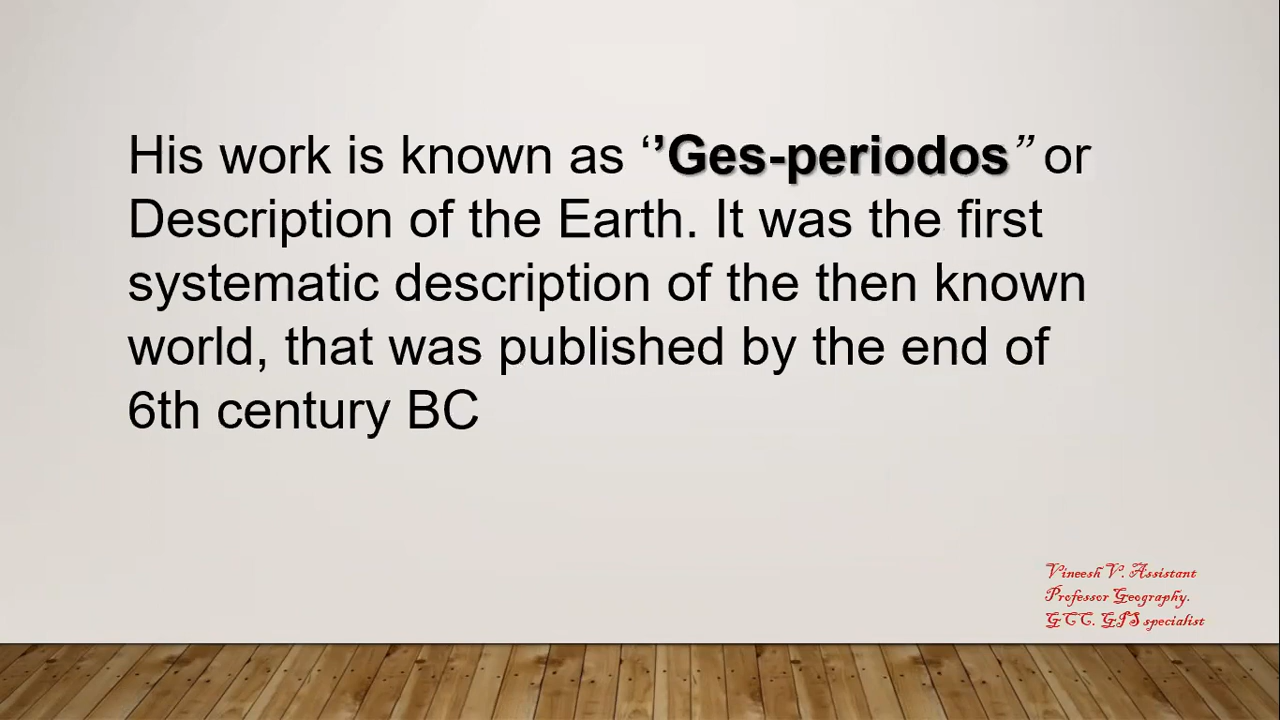 His work is known as ‘’Ges-periodos” or
Description of the Earth. It was the first
systematic description of the then known
world, that was published by the end of
6th century BC
Vineesh V. Assistant
Professor Geography.
GCC. GIS specialist